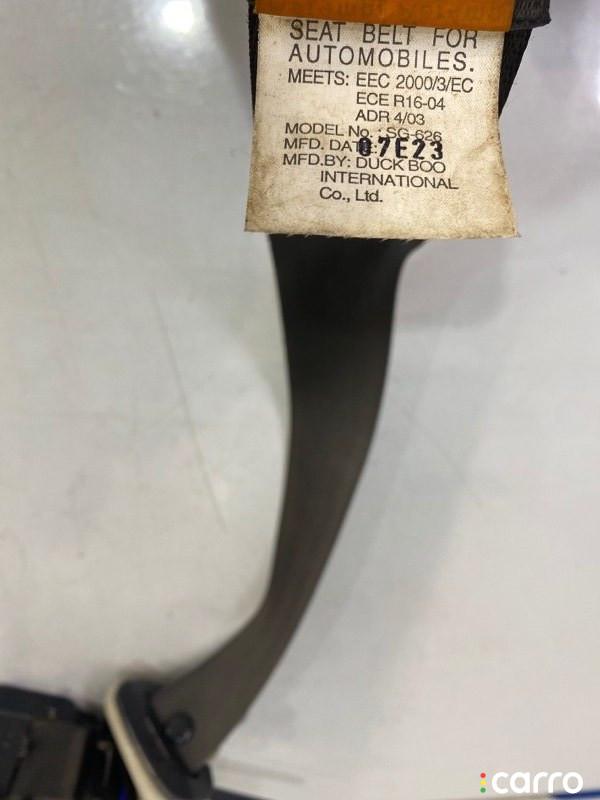 SEAT BELT FOR
AUTOMOBILES.
MEETS: EEC 2000/3/EC
ECE R16-04
ADR 4/03
MODEL No.: SG-626
MFD. DATE: 07E23
MFD.BY: DUCK BOO
INTERNATIONAL
Co., Ltd.
carro